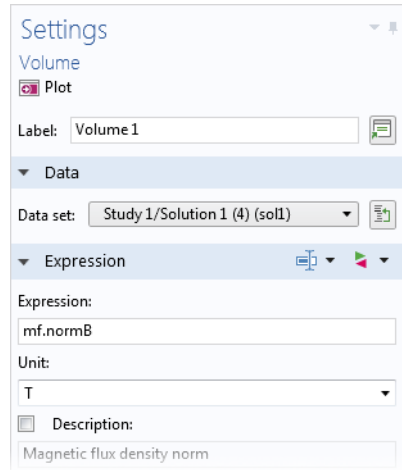 Settings
Volume
Plot
Label: Volume 1
Data
Data set: Study 1/Solution 1 (4) (sol1)
Expression
Expression:
mf.normB
Unit:
T
Description:
Magnetic flux density norm